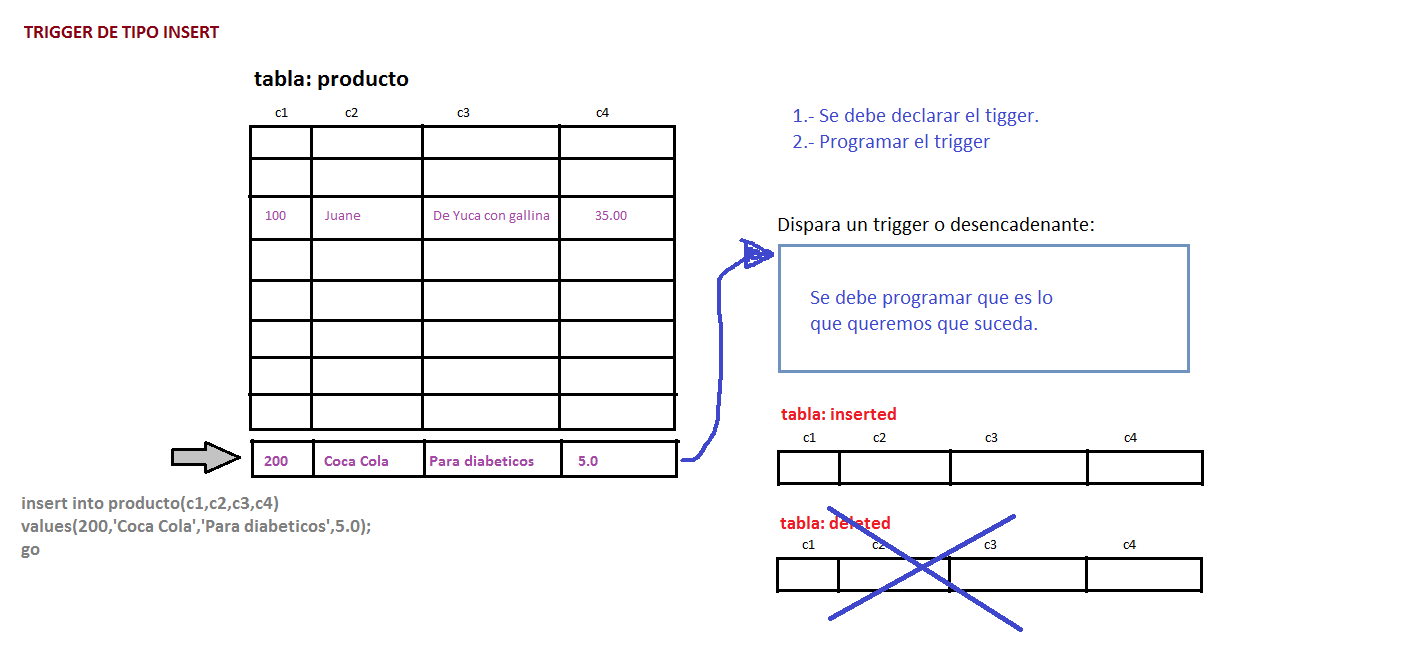 TRIGGER DE TIPO INSERT
tabla: producto
c1 c2 c3 c4
100 Juane De Yuca con gallina 35.00
200 Coca Cola Para diabeticos 5.0
insert into producto(c1,c2,c3,c4)
values(200,'Coca Cola','Para diabeticos',5.0);
go
1.- Se debe declarar el tigger.
2.- Programar el trigger
Dispara un trigger o desencadenante:
Se debe programar que es lo
que queremos que suceda.
tabla: inserted
c1 c2 c3 c4
tabla: deleted
c1 c2 c3 c4